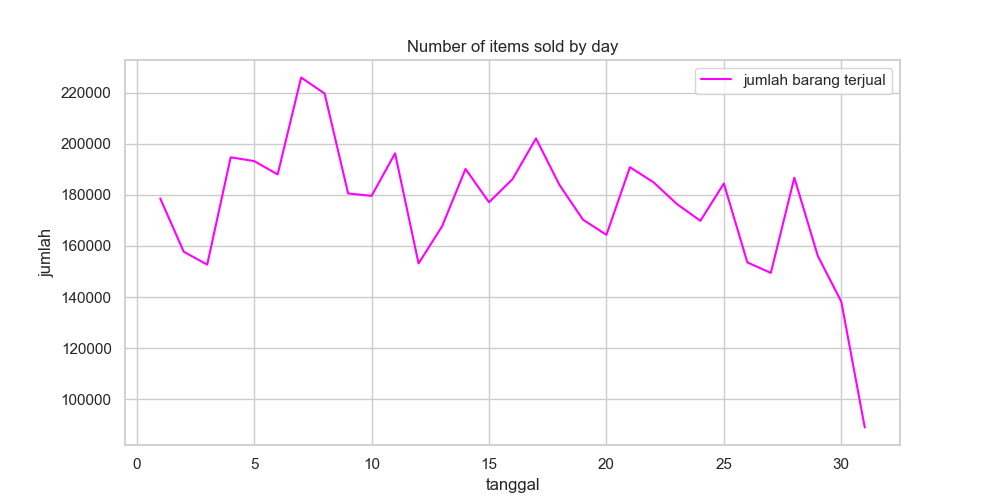 Number of items sold by day
jumlah barang terjual
220000
200000
180000
160000
140000
120000
100000
jumlah
0 5 10 15 20 25 30
tanggal